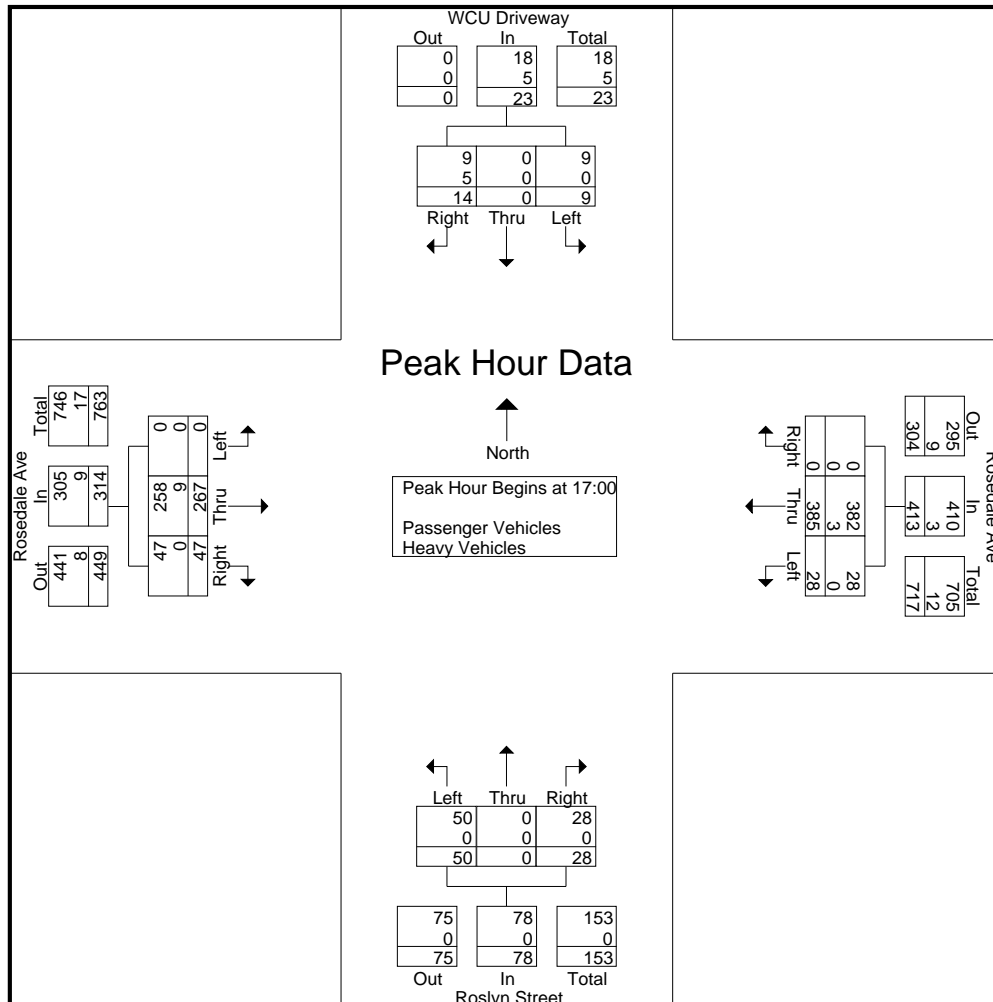 WCU Driveway
Out In Total
0 18 18
0 5 5
0 23 23
9 0 9
5 0 0
14 0 9
Right Thru Left
Peak Hour Data
North
Peak Hour Begins at 17:00
Passenger Vehicles
Heavy Vehicles
Rosedale Ave
Total In Out
746 305 441
17 9 8
763 314 449
0 258 47
0 9 0
0 267 47
Left Thru Right
Rosedale Ave
Out In Total
295 410 705
9 3 12
304 413 717
0 382 28
0 3 0
0 385 28
Right Thru Left
Left Thru Right
50 0 28
0 0 0
50 0 28
75 78 153
0 0 0
75 78 153
Out In Total
Roslyn Street